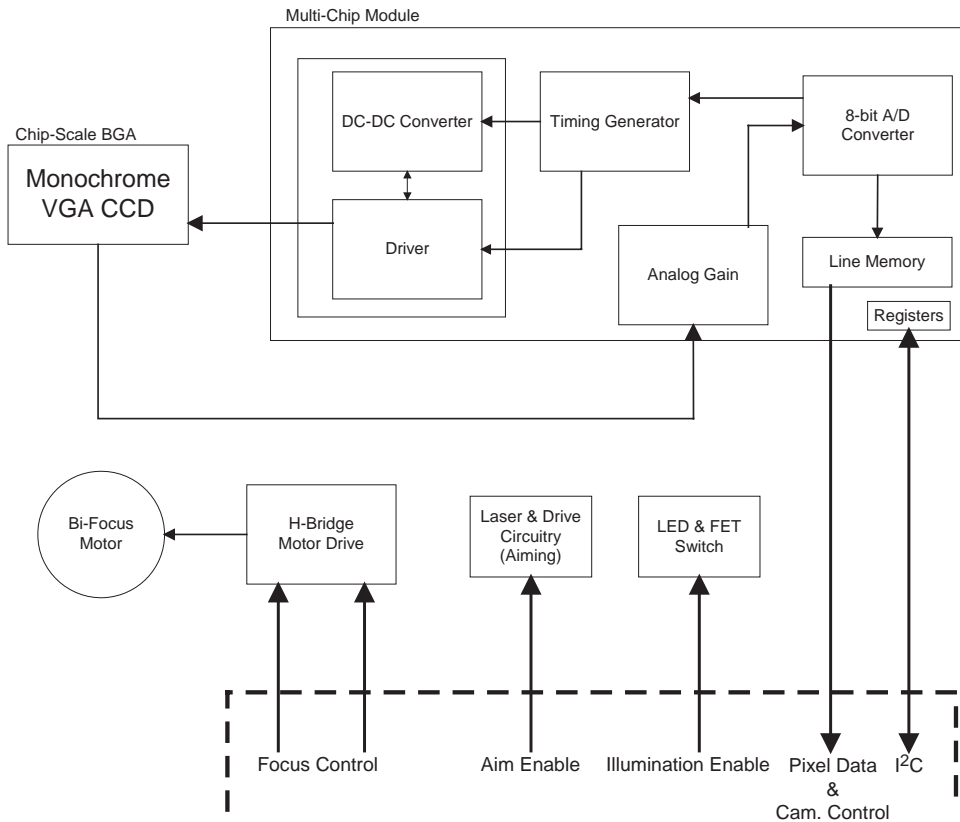 Multi-Chip Module
DC-DC Converter
Timing Generator
8-bit A/D
Converter
Chip-Scale BGA
Monochrome
VGA CCD
Driver
Analog Gain
Line Memory
Registers
Bi-Focus
Motor
H-Bridge
Motor Drive
Laser & Drive
Circuitry
(Aiming)
LED & FET
Switch
Focus Control
Aim Enable
Illumination Enable
Pixel Data
&
Cam. Control
I²C